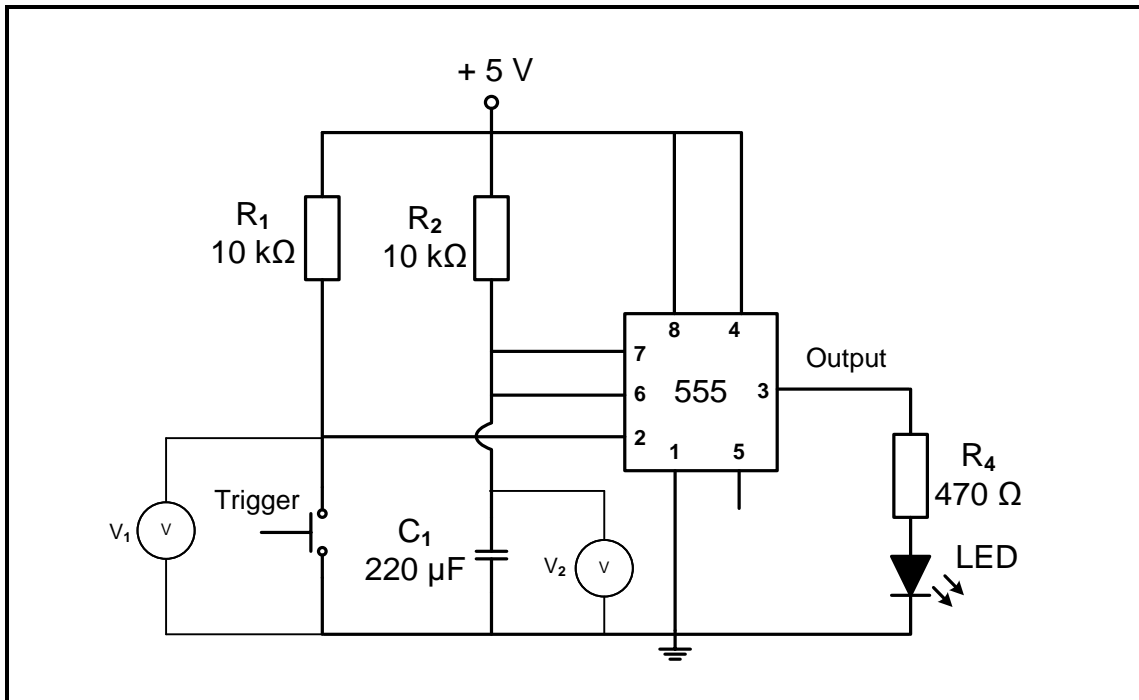 + 5 V
R₁
10 kΩ
R₂
10 kΩ
8 4
7
6 555 3
2
1 5
Output
R₄
470 Ω
Trigger
V₁ V
C₁
220 µF
V₂ V
LED